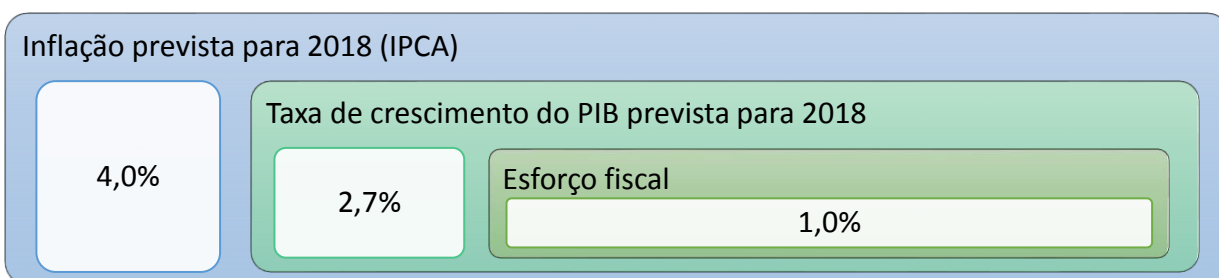 Inflação prevista para 2018 (IPCA)
4,0%
Taxa de crescimento do PIB prevista para 2018
2,7%
Esforço fiscal
1,0%